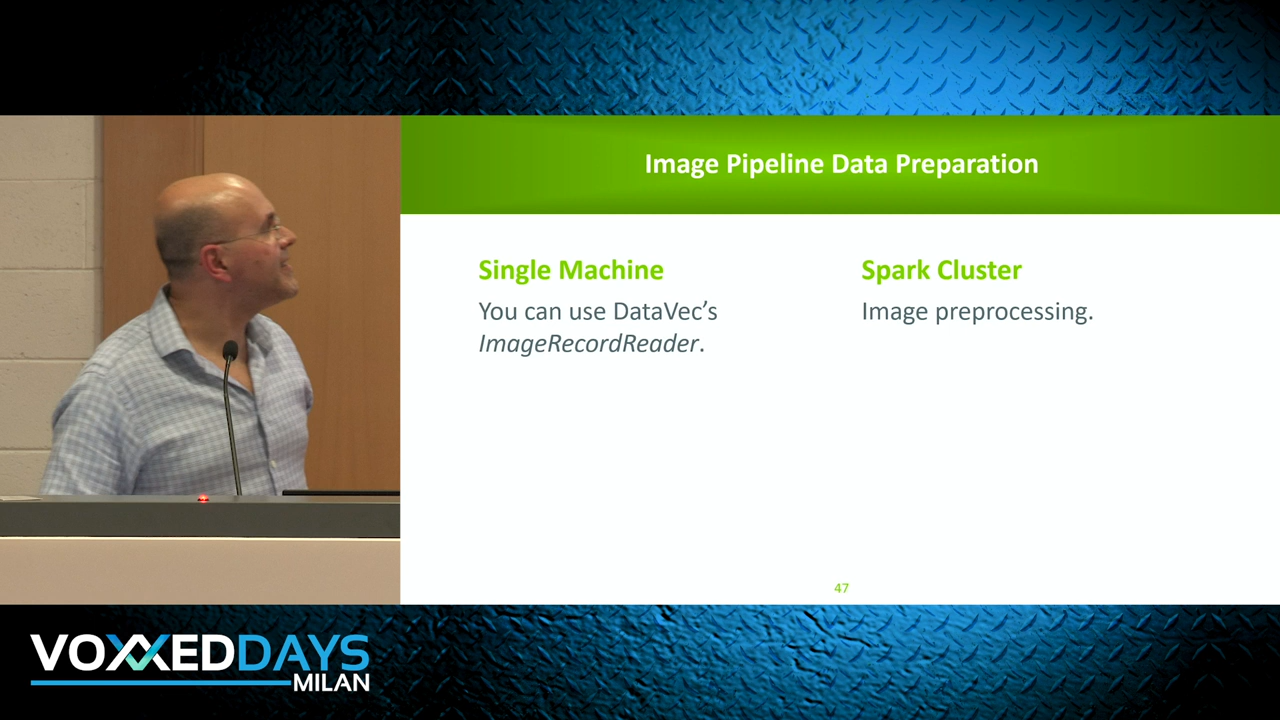 Image Pipeline Data Preparation
Single Machine
You can use DataVec’s
ImageRecordReader.
Spark Cluster
Image preprocessing.
47
VOXXEDDAYS
MILAN